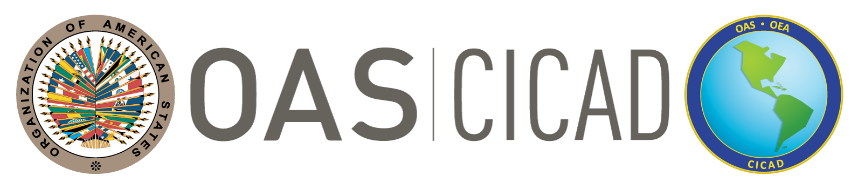 ORGANIZATION OF AMERICAN STATES
OAS CICAD
OAS • OEA
CICAD